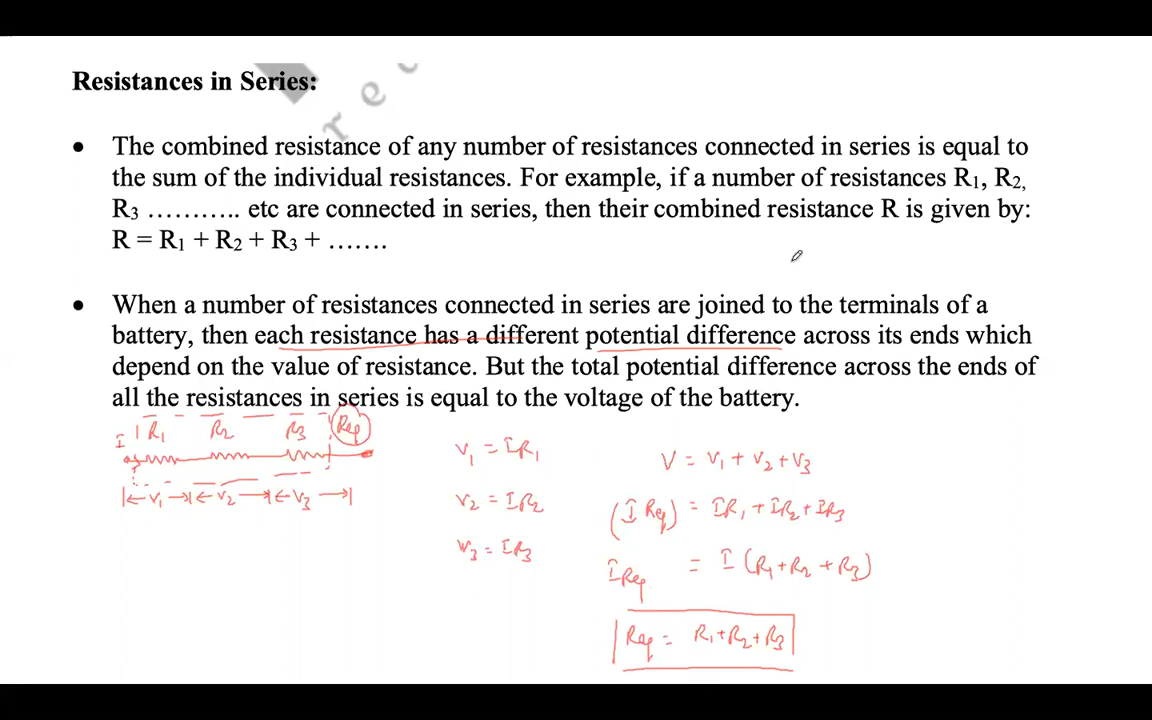 Resistances in Series:
r e
• The combined resistance of any number of resistances connected in series is equal to
the sum of the individual resistances. For example, if a number of resistances R₁, R₂,
R₃ ……….. etc are connected in series, then their combined resistance R is given by:
R = R₁ + R₂ + R₃ + …….
• When a number of resistances connected in series are joined to the terminals of a
battery, then each resistance has a different potential difference across its ends which
depend on the value of resistance. But the total potential difference across the ends of
all the resistances in series is equal to the voltage of the battery.
I R₁ R₂ R₃ Req
V₁ V₂ V₃
V₁ = IR₁
V₂ = IR₂
V₃ = IR₃
V = V₁ + V₂ + V₃
(I Req) = IR₁ + IR₂ + IR₃
I Req = I (R₁ + R₂ + R₃)
Req = R₁ + R₂ + R₃